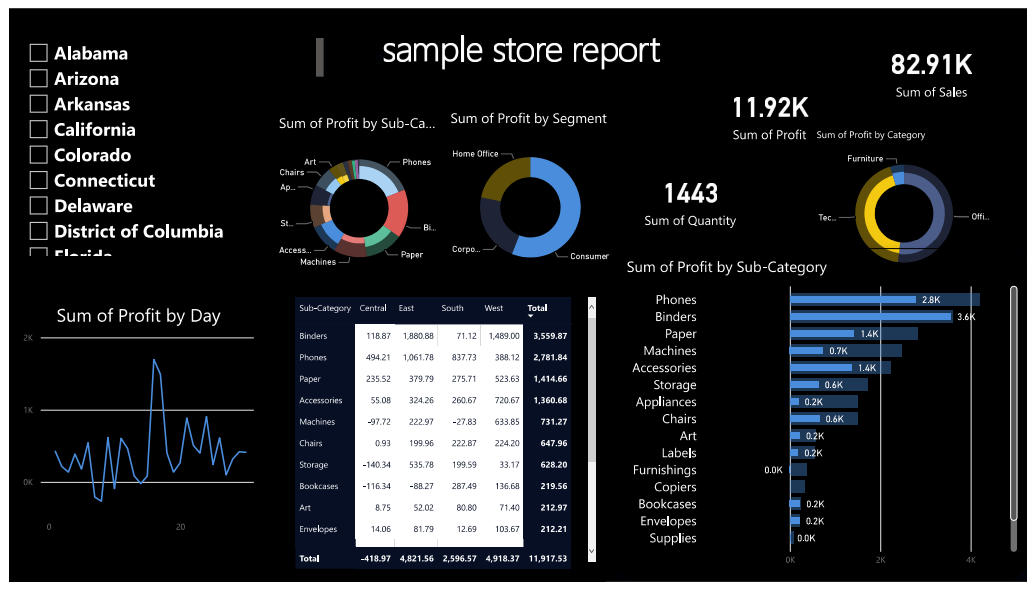 sample store report
Alabama
Arizona
Arkansas
California
Colorado
Connecticut
Delaware
District of Columbia
Florida
82.91K
Sum of Sales
11.92K
Sum of Profit
1443
Sum of Quantity
Sum of Profit by Sub-Ca...
Art
Chairs
Ap...
St...
Access...
Machines
Phones
Bi...
Paper
Sum of Profit by Segment
Home Office
Corpo...
Consumer
Sum of Profit by Category
Furniture
Tec...
Offi...
Sum of Profit by Day
2K
1K
0K
0 20
Sub-Category Central East South West Total
Binders 118.87 1,880.88 71.12 1,489.00 3,559.87
Phones 494.21 1,061.78 837.73 388.12 2,781.84
Paper 235.52 379.79 275.71 523.63 1,414.66
Accessories 55.08 324.26 260.67 720.67 1,360.68
Machines -97.72 222.97 -27.83 633.85 731.27
Chairs 0.93 199.96 222.87 224.20 647.96
Storage -140.34 535.78 199.59 33.17 628.20
Bookcases -116.34 -88.27 287.49 136.68 219.56
Art 8.75 52.02 80.80 71.40 212.97
Envelopes 14.06 81.79 12.69 103.67 212.21
Total -418.97 4,821.56 2,596.57 4,918.37 11,917.53
Sum of Profit by Sub-Category
Phones 2.8K
Binders 3.6K
Paper 1.4K
Machines 0.7K
Accessories 1.4K
Storage 0.6K
Appliances 0.2K
Chairs 0.6K
Art 0.2K
Labels 0.2K
Furnishings 0.0K
Copiers
Bookcases 0.2K
Envelopes 0.2K
Supplies 0.0K
0K 2K 4K